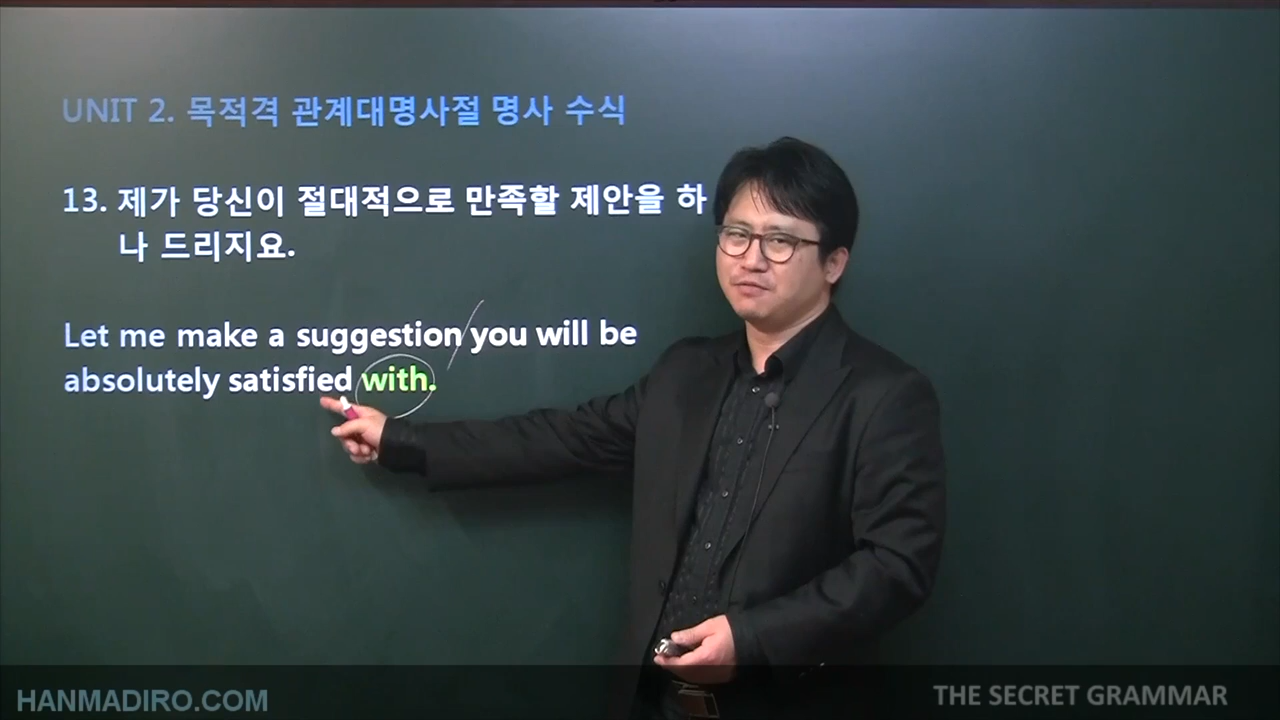 UNIT 2. 목적격 관계대명사절 명사 수식
13. 제가 당신이 절대적으로 만족할 제안을 하
나 드리지요.
Let me make a suggestion you will be
absolutely satisfied with.
HANMADIRO.COM
THE SECRET GRAMMAR